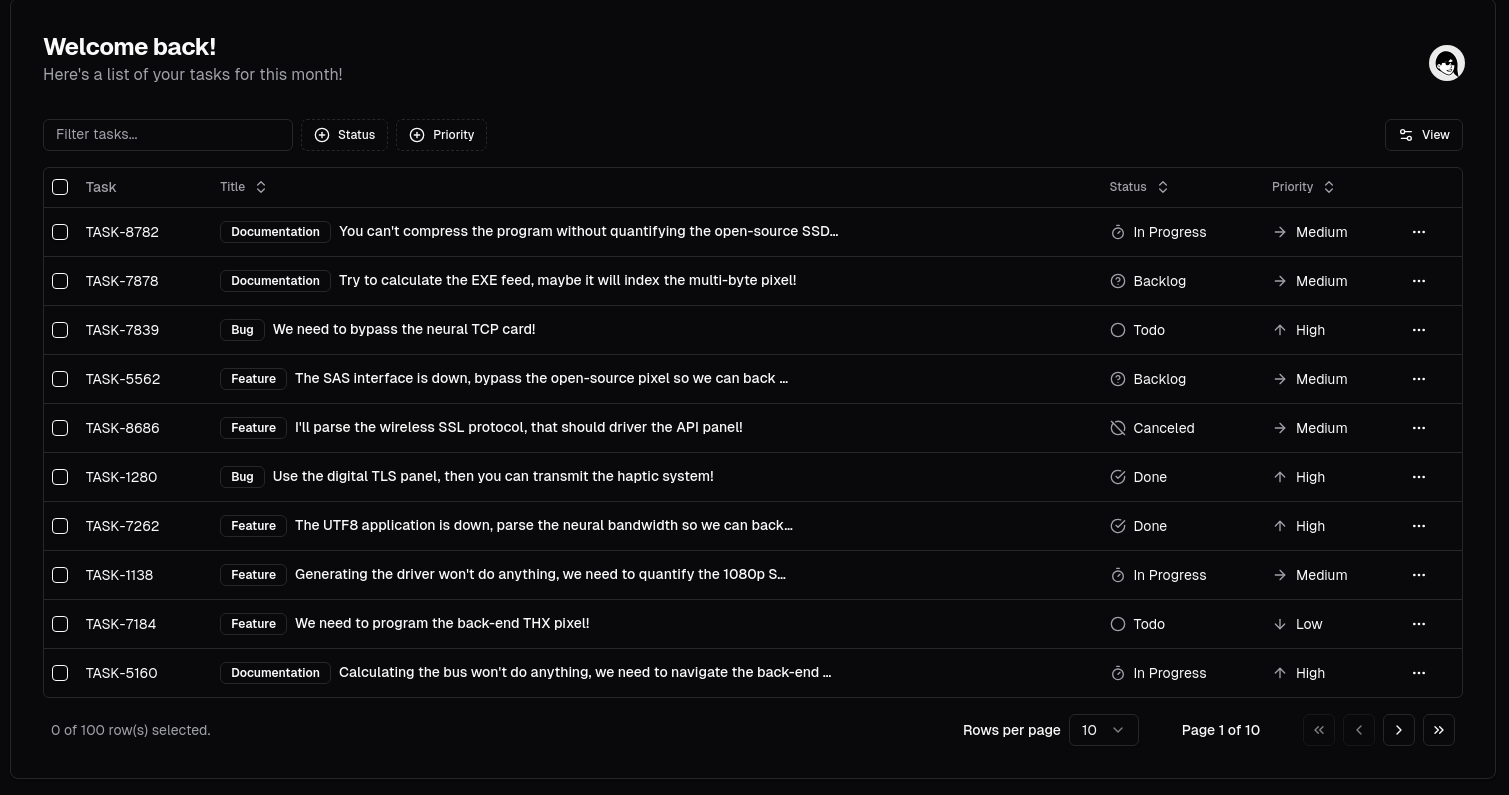 Welcome back!
Here's a list of your tasks for this month!
Filter tasks...
Status
Priority
View
Task Title Status Priority
TASK-8782 Documentation You can't compress the program without quantifying the open-source SSD... In Progress Medium
TASK-7878 Documentation Try to calculate the EXE feed, maybe it will index the multi-byte pixel! Backlog Medium
TASK-7839 Bug We need to bypass the neural TCP card! Todo High
TASK-5562 Feature The SAS interface is down, bypass the open-source pixel so we can back ... Backlog Medium
TASK-8686 Feature I'll parse the wireless SSL protocol, that should driver the API panel! Canceled Medium
TASK-1280 Bug Use the digital TLS panel, then you can transmit the haptic system! Done High
TASK-7262 Feature The UTF8 application is down, parse the neural bandwidth so we can back... Done High
TASK-1138 Feature Generating the driver won't do anything, we need to quantify the 1080p S... In Progress Medium
TASK-7184 Feature We need to program the back-end THX pixel! Todo Low
TASK-5160 Documentation Calculating the bus won't do anything, we need to navigate the back-end ... In Progress High
0 of 100 row(s) selected.
Rows per page 10
Page 1 of 10